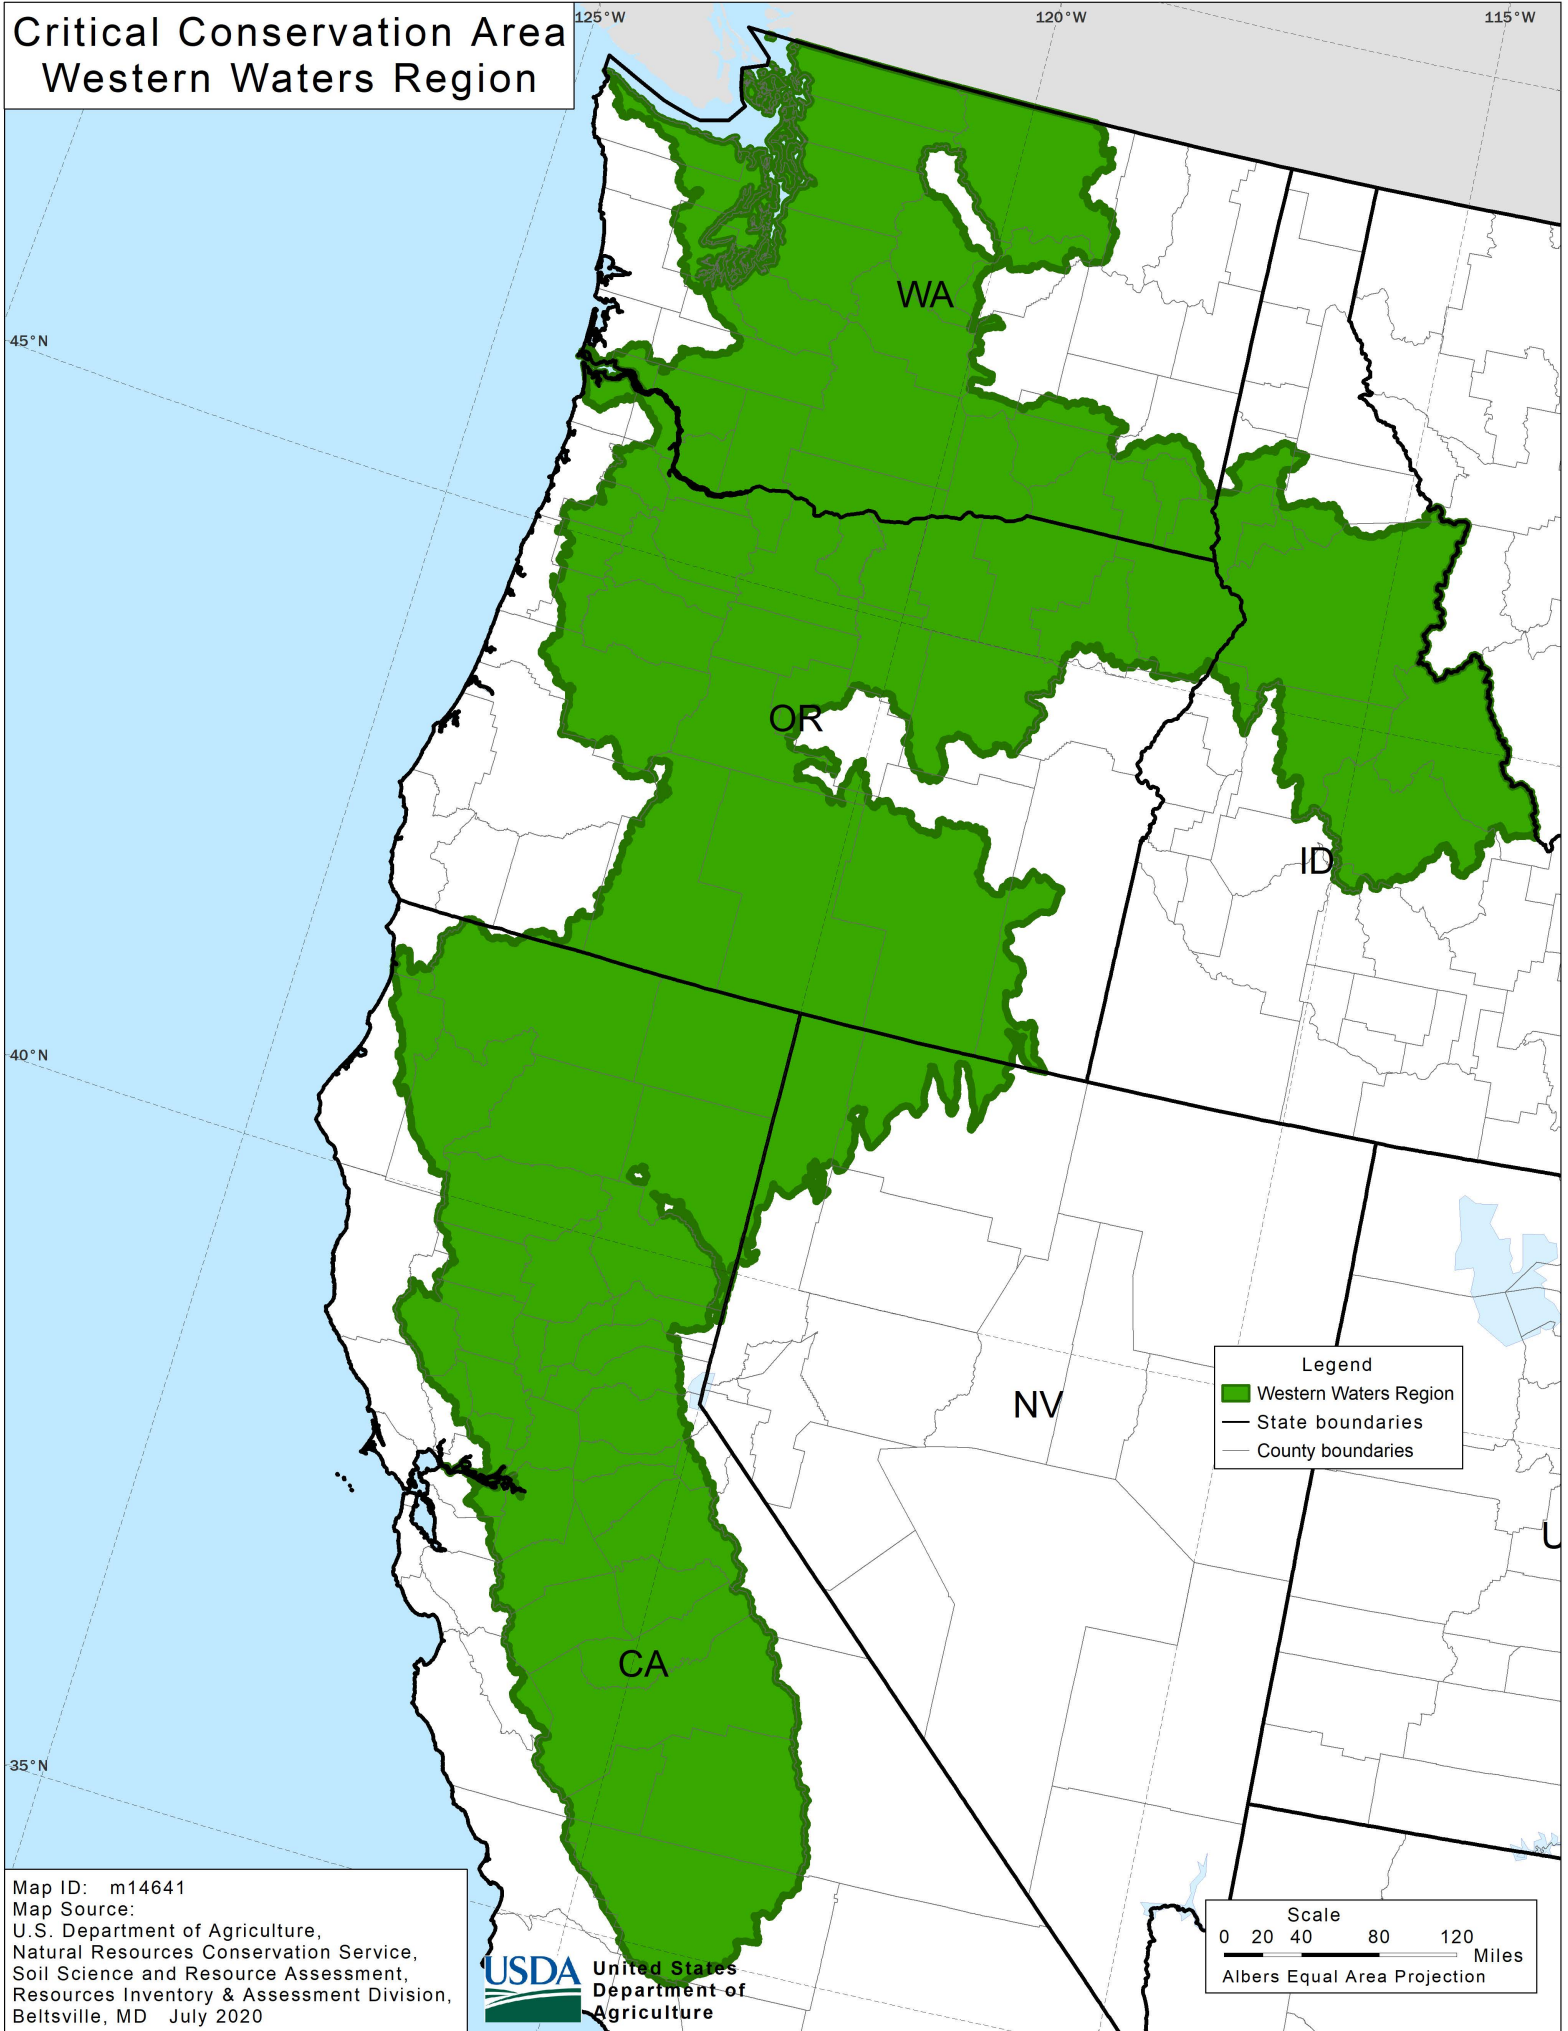 Critical Conservation Area
Western Waters Region
125°W
120°W
115°W
45°N
40°N
35°N
WA
OR
ID
NV
CA
U
Legend
Western Waters Region
State boundaries
County boundaries
Scale
0 20 40 80 120
Miles
Albers Equal Area Projection
Map ID: m14641
Map Source:
U.S. Department of Agriculture,
Natural Resources Conservation Service,
Soil Science and Resource Assessment,
Resources Inventory & Assessment Division,
Beltsville, MD July 2020
USDA
United States
Department of
Agriculture